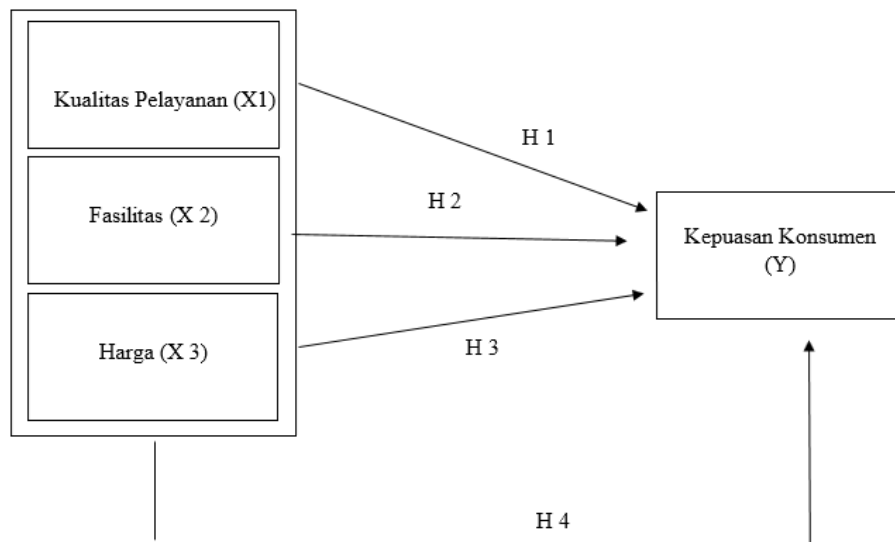 Kualitas Pelayanan (X1)
H 1
Fasilitas (X 2)
H 2
Kepuasan Konsumen
(Y)
Harga (X 3)
H 3
H 4